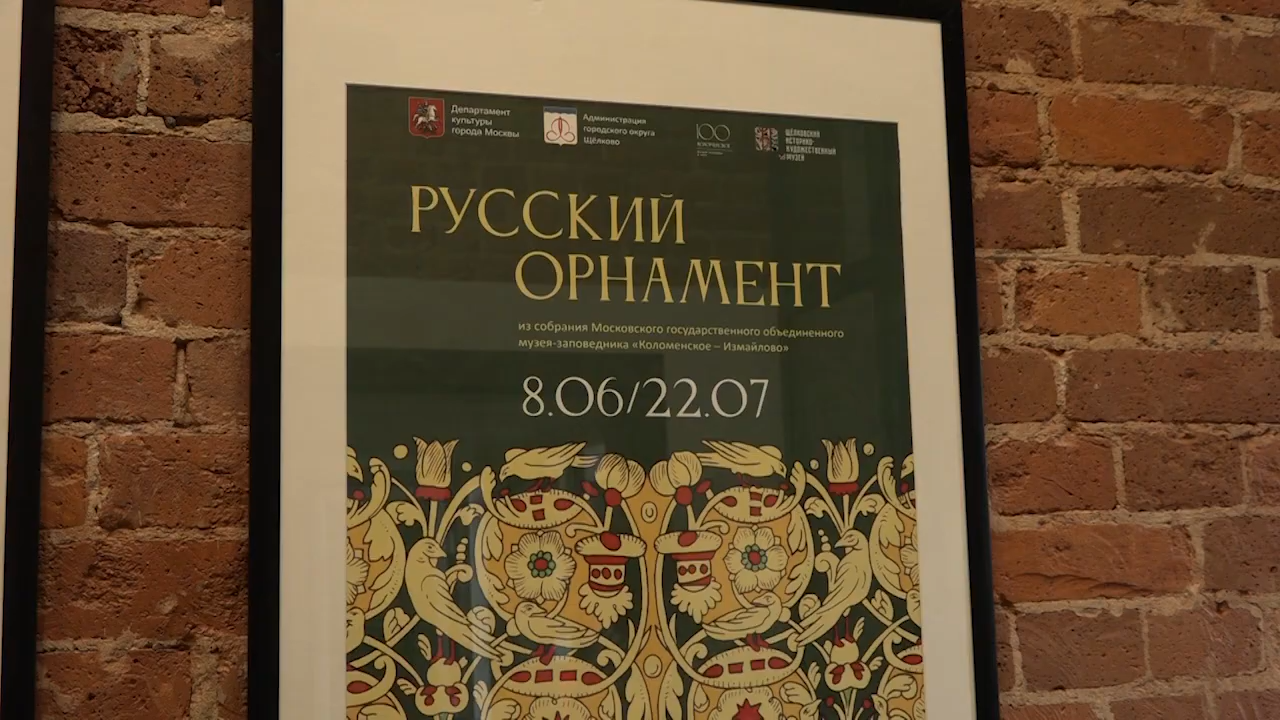 Департамент
культуры
города Москвы
Администрация
городского округа
Щёлково
100
ЩЁЛКОВСКИЙ
ИСТОРИКО-
ХУДОЖЕСТВЕННЫЙ
МУЗЕЙ
РУССКИЙ
ОРНАМЕНТ
из собрания Московского государственного объединенного
музея-заповедника «Коломенское – Измайлово»
8.06/22.07